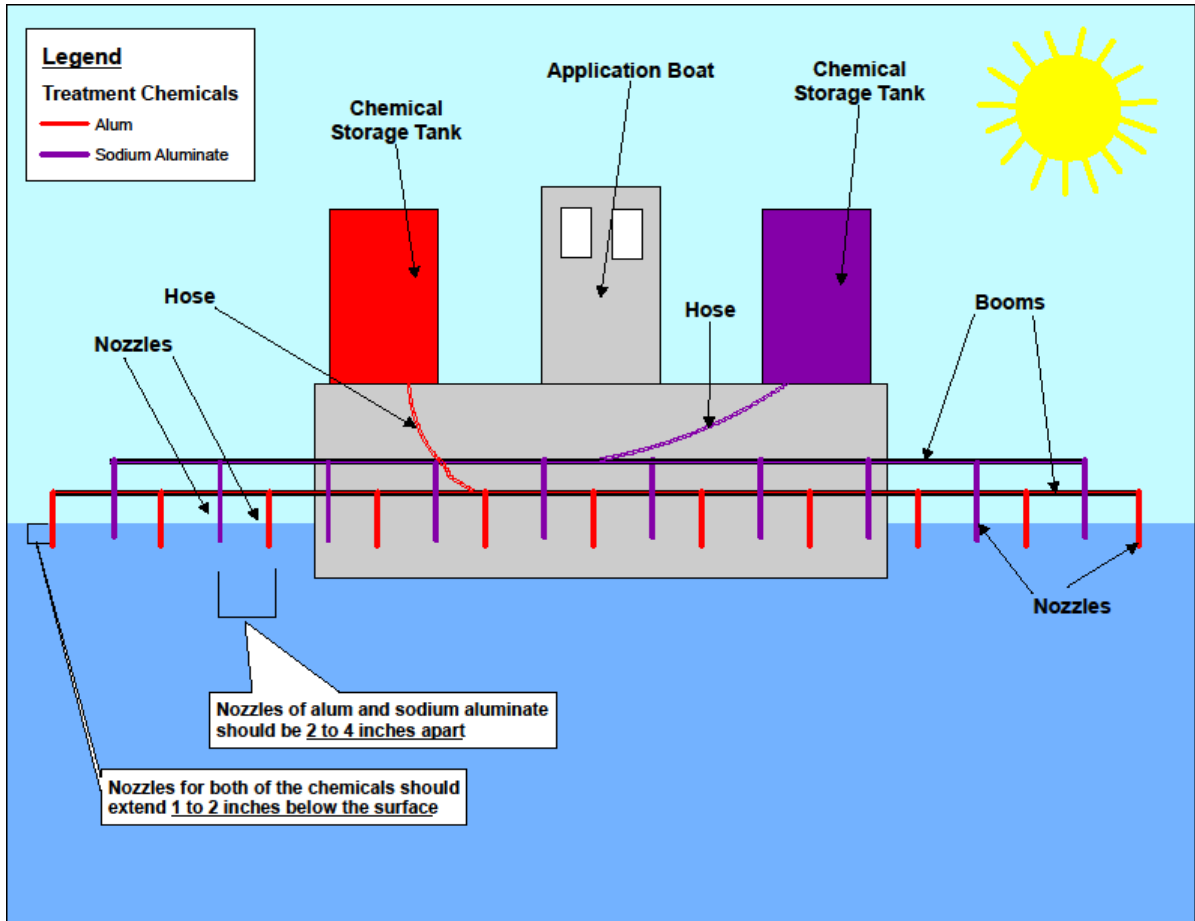 Legend
Treatment Chemicals
Alum
Sodium Aluminate
Chemical
Storage Tank
Application Boat
Chemical
Storage Tank
Hose
Nozzles
Hose
Booms
Nozzles
Nozzles of alum and sodium aluminate
should be 2 to 4 inches apart
Nozzles for both of the chemicals should
extend 1 to 2 inches below the surface